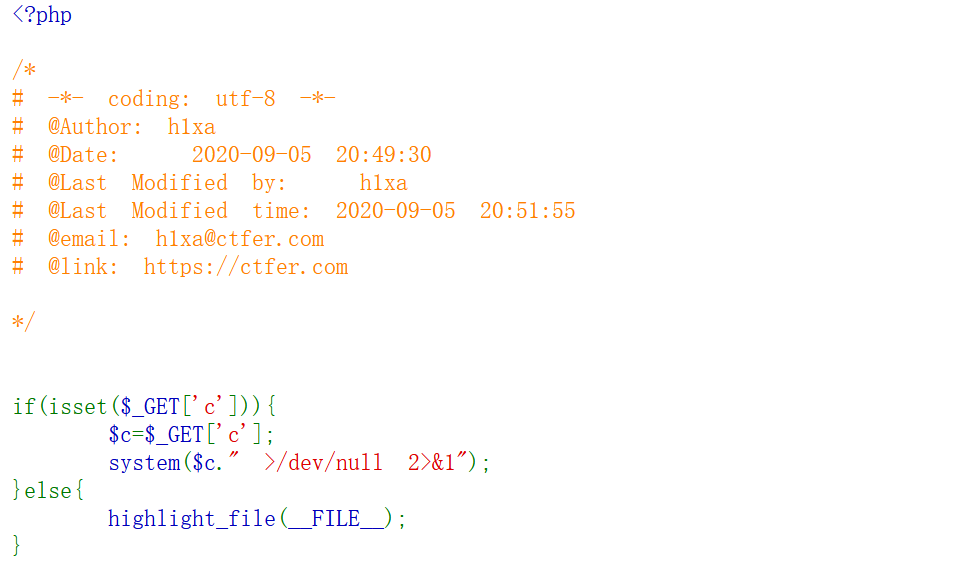 <?php
/*
# -*- coding: utf-8 -*-
# @Author: h1xa
# @Date:   2020-09-05 20:49:30
# @Last Modified by:   h1xa
# @Last Modified time: 2020-09-05 20:51:55
# @email: h1xa@ctfer.com
# @link: https://ctfer.com
*/
if(isset($_GET['c'])){
$c=$_GET['c'];
system($c." >/dev/null 2>&1");
}else{
highlight_file(__FILE__);
}